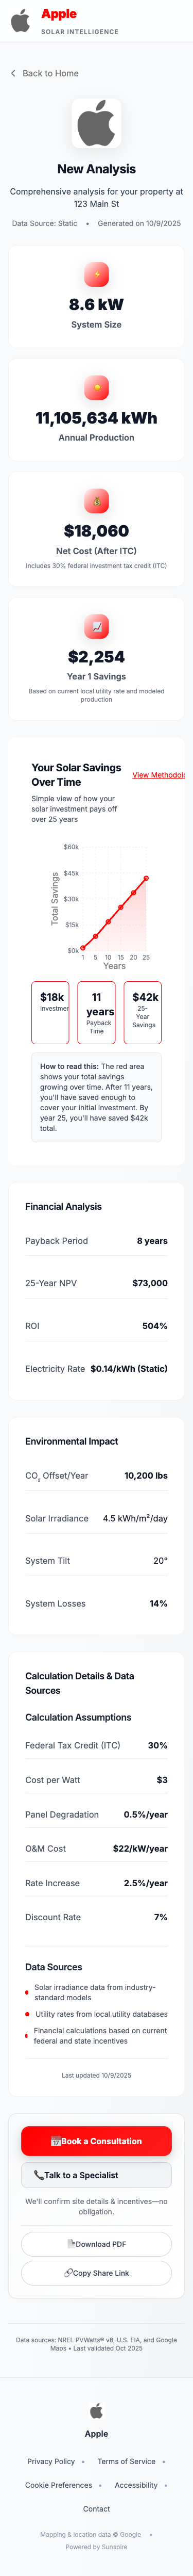 Apple
SOLAR INTELLIGENCE
Back to Home
New Analysis
Comprehensive analysis for your property at
123 Main St
Data Source: Static • Generated on 10/9/2025
8.6 kW
System Size
11,105,634 kWh
Annual Production
$18,060
Net Cost (After ITC)
Includes 30% federal investment tax credit (ITC)
$2,254
Year 1 Savings
Based on current local utility rate and modeled
production
Your Solar Savings
Over Time
View Methodolo
Simple view of how your
solar investment pays off
over 25 years
Total Savings
$60k
$45k
$30k
$15k
$0k
1 5 10 15 20 25
Years
$18k
Investmen
11
years
Payback
Time
$42k
25-
Year
Savings
How to read this: The red area
shows your total savings
growing over time. After 11 years,
you'll have saved enough to
cover your initial investment. By
year 25, you'll have saved $42k
total.
Financial Analysis
Payback Period 8 years
25-Year NPV $73,000
ROI 504%
Electricity Rate $0.14/kWh (Static)
Environmental Impact
CO₂ Offset/Year 10,200 lbs
Solar Irradiance 4.5 kWh/m²/day
System Tilt 20°
System Losses 14%
Calculation Details & Data
Sources
Calculation Assumptions
Federal Tax Credit (ITC) 30%
Cost per Watt $3
Panel Degradation 0.5%/year
O&M Cost $22/kW/year
Rate Increase 2.5%/year
Discount Rate 7%
Data Sources
Solar irradiance data from industry-
standard models
Utility rates from local utility databases
Financial calculations based on current
federal and state incentives
Last updated 10/9/2025
Book a Consultation
Talk to a Specialist
We'll confirm site details & incentives—no
obligation.
Download PDF
Copy Share Link
Data sources: NREL PVWatts® v8, U.S. EIA, and Google
Maps • Last validated Oct 2025
Apple
Privacy Policy • Terms of Service •
Cookie Preferences • Accessibility •
Contact
Mapping & location data © Google •
Powered by Sunspire